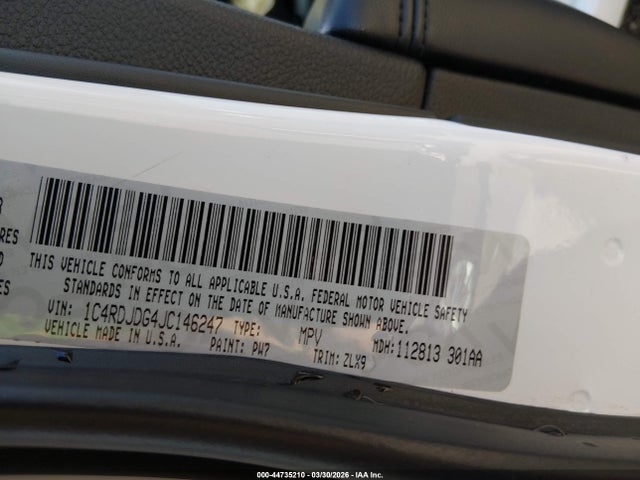 RES
THIS VEHICLE CONFORMS TO ALL APPLICABLE U.S.A. FEDERAL MOTOR VEHICLE SAFETY
STANDARDS IN EFFECT ON THE DATE OF MANUFACTURE SHOWN ABOVE.
VIN: 1C4RDJDG4JC146247 TYPE: MPV MDH:112813 301AA
VEHICLE MADE IN U.S.A. PAINT: PW7 TRIM: ZLX9
000-44735210 - 03/30/2026 - IAA Inc.